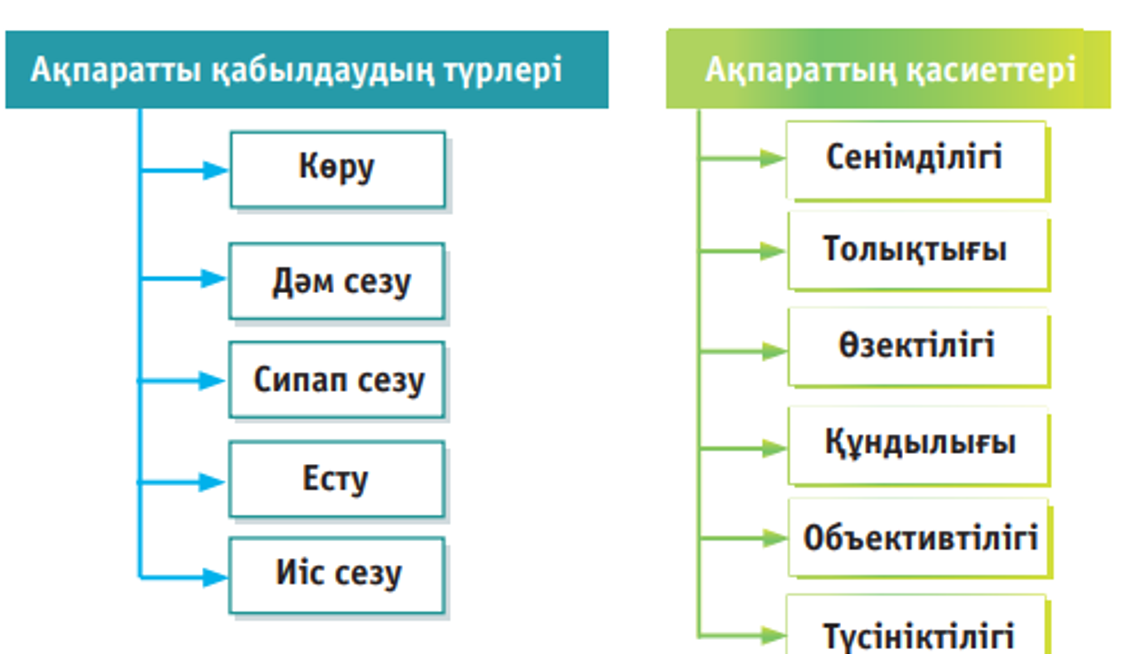 Ақпаратты қабылдаудың түрлері
Көру
Дәм сезу
Сипап сезу
Есту
Иіс сезу
Ақпараттың қасиеттері
Сенімділігі
Толықтығы
Өзектілігі
Құндылығы
Объективтілігі
Түсініктілігі